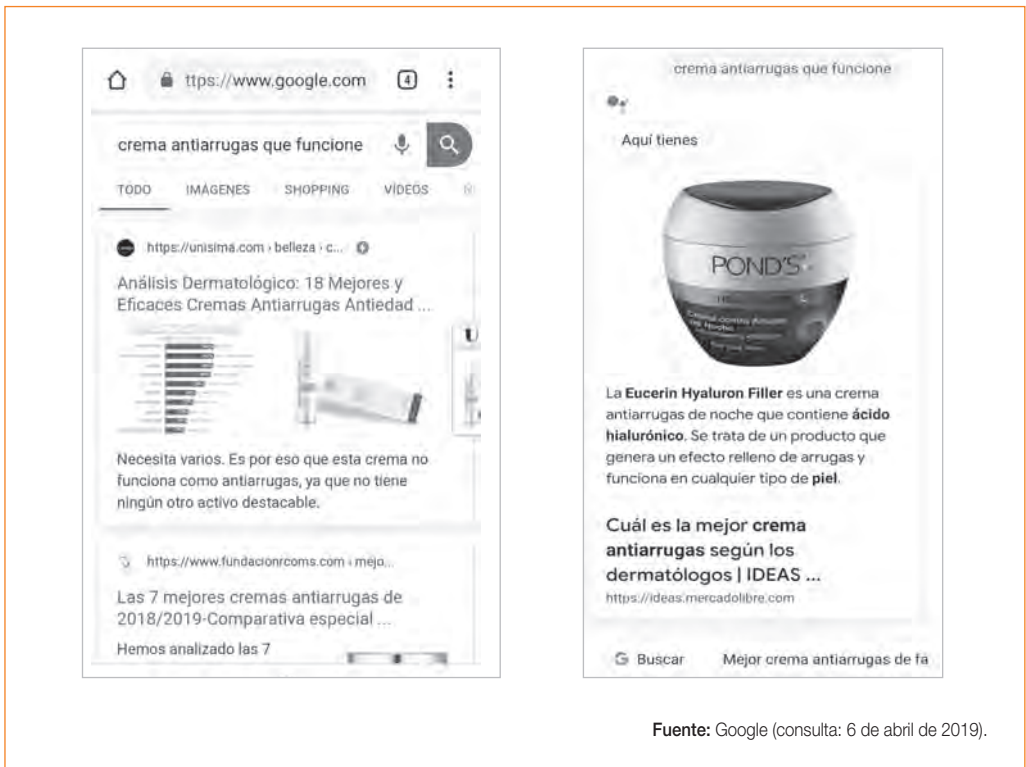 ttps://www.google.com 4
crema antiarrugas que funcione
TODO IMÁGENES SHOPPING VÍDEOS
https://unisima.com › belleza › c...
Análisis Dermatológico: 18 Mejores y
Eficaces Cremas Antiarrugas Antiedad ...
Necesita varios. Es por eso que esta crema no
funciona como antiarrugas, ya que no tiene
ningún otro activo destacable.
https://www.fundacionrcoms.com › mejo...
Las 7 mejores cremas antiarrugas de
2018/2019-Comparativa especial ...
Hemos analizado las 7
crema antiarrugas que funcione
Aquí tienes
POND'S
La Eucerin Hyaluron Filler es una crema
antiarrugas de noche que contiene ácido
hialurónico. Se trata de un producto que
genera un efecto relleno de arrugas y
funciona en cualquier tipo de piel.
Cuál es la mejor crema
antiarrugas según los
dermatólogos | IDEAS ...
https://ideas.mercadolibre.com
G Buscar Mejor crema antiarrugas de fa
Fuente: Google (consulta: 6 de abril de 2019).